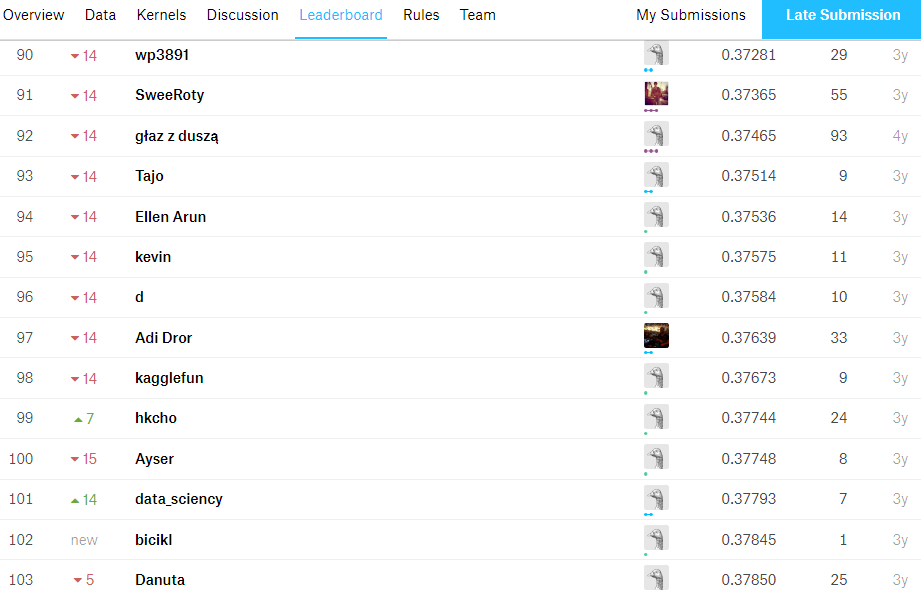 Overview Data Kernels Discussion Leaderboard Rules Team My Submissions Late Submission
90 14 wp3891 0.37281 29 3y
91 14 SweeRoty 0.37365 55 3y
92 14 głaz z duszą 0.37465 93 4y
93 14 Tajo 0.37514 9 3y
94 14 Ellen Arun 0.37536 14 3y
95 14 kevin 0.37575 11 3y
96 14 d 0.37584 10 3y
97 14 Adi Dror 0.37639 33 3y
98 14 kagglefun 0.37673 9 3y
99 7 hkcho 0.37744 24 3y
100 15 Ayser 0.37748 8 3y
101 14 data_sciency 0.37793 7 3y
102 new bicikl 0.37845 1 3y
103 5 Danuta 0.37850 25 3y